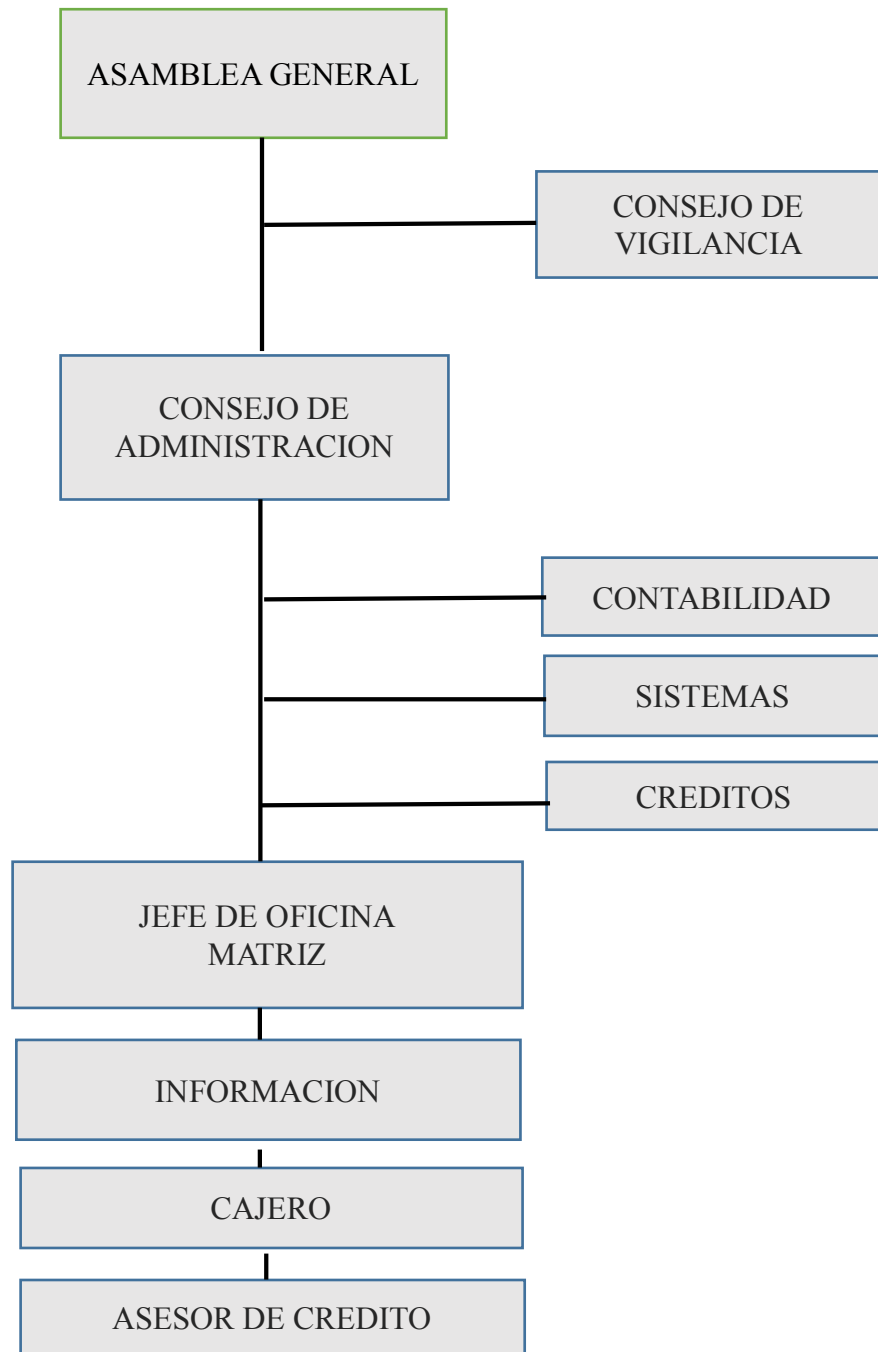 ASAMBLEA GENERAL
CONSEJO DE
VIGILANCIA
CONSEJO DE
ADMINISTRACION
CONTABILIDAD
SISTEMAS
CREDITOS
JEFE DE OFICINA
MATRIZ
INFORMACION
CAJERO
ASESOR DE CREDITO